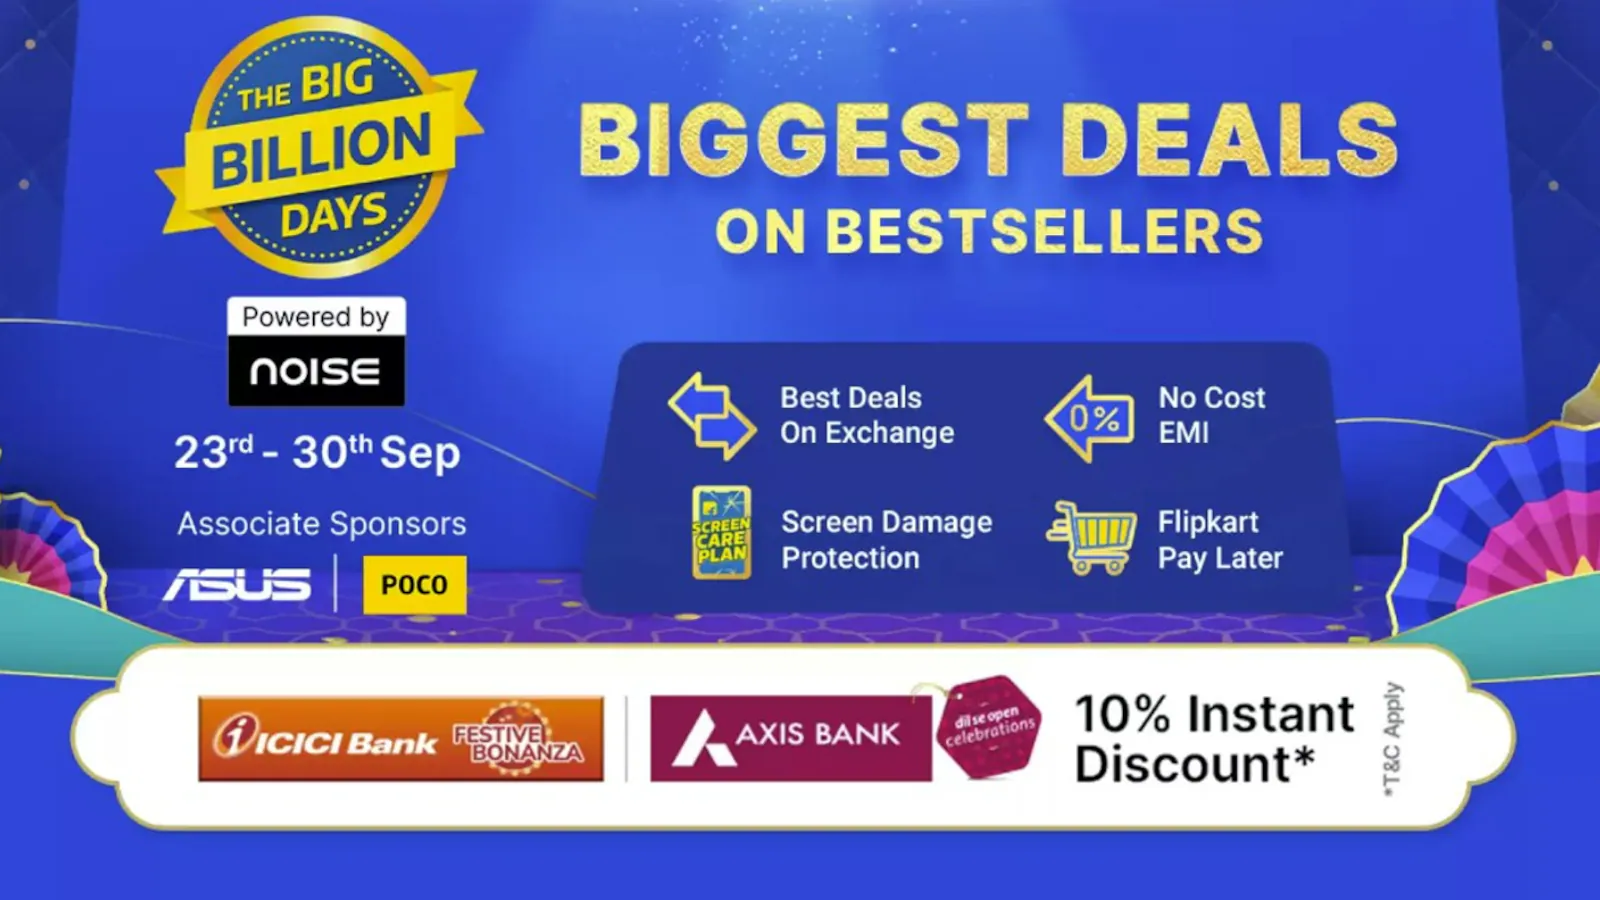 THE BIG
BILLION
DAYS
Powered by
NOISE
23rd - 30th Sep
Associate Sponsors
ASUS
POCO
BIGGEST DEALS
ON BESTSELLERS
Best Deals
On Exchange
No Cost
EMI
SCREEN
CARE
PLAN
Screen Damage
Protection
0%
Flipkart
Pay Later
ICICI Bank
FESTIVE
BONANZA
AXIS BANK
dil se open
celebrations
10% Instant
Discount*
*T&C Apply